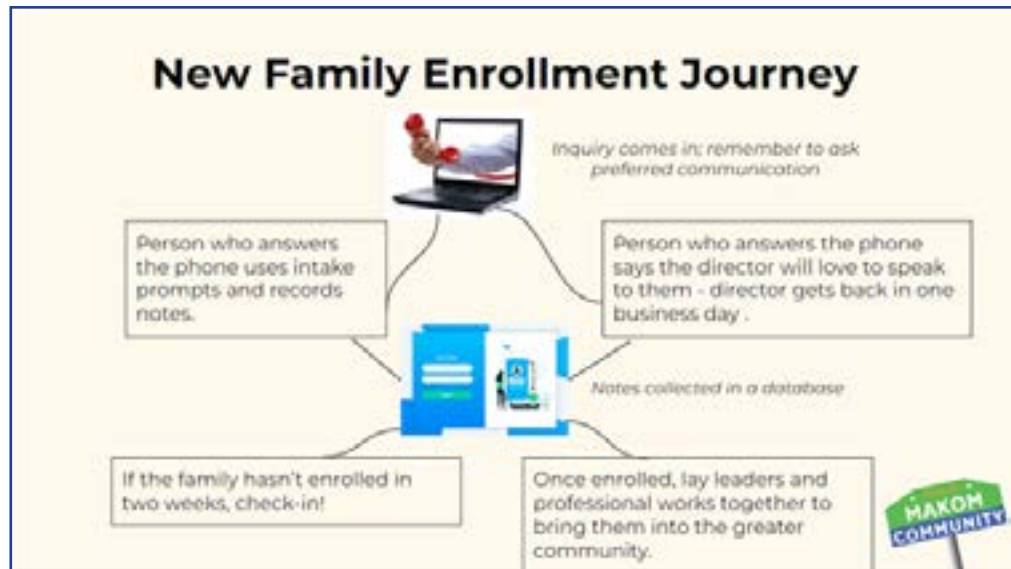 New Family Enrollment Journey
Inquiry comes in; remember to ask
preferred communication
Person who answers
the phone uses intake
prompts and records
notes.
Person who answers the phone
says the director will love to speak
to them - director gets back in one
business day .
Notes collected in a database
If the family hasn't enrolled in
two weeks, check-in!
Once enrolled, lay leaders and
professional works together to
bring them into the greater
community.
MAKOM
COMMUNITY